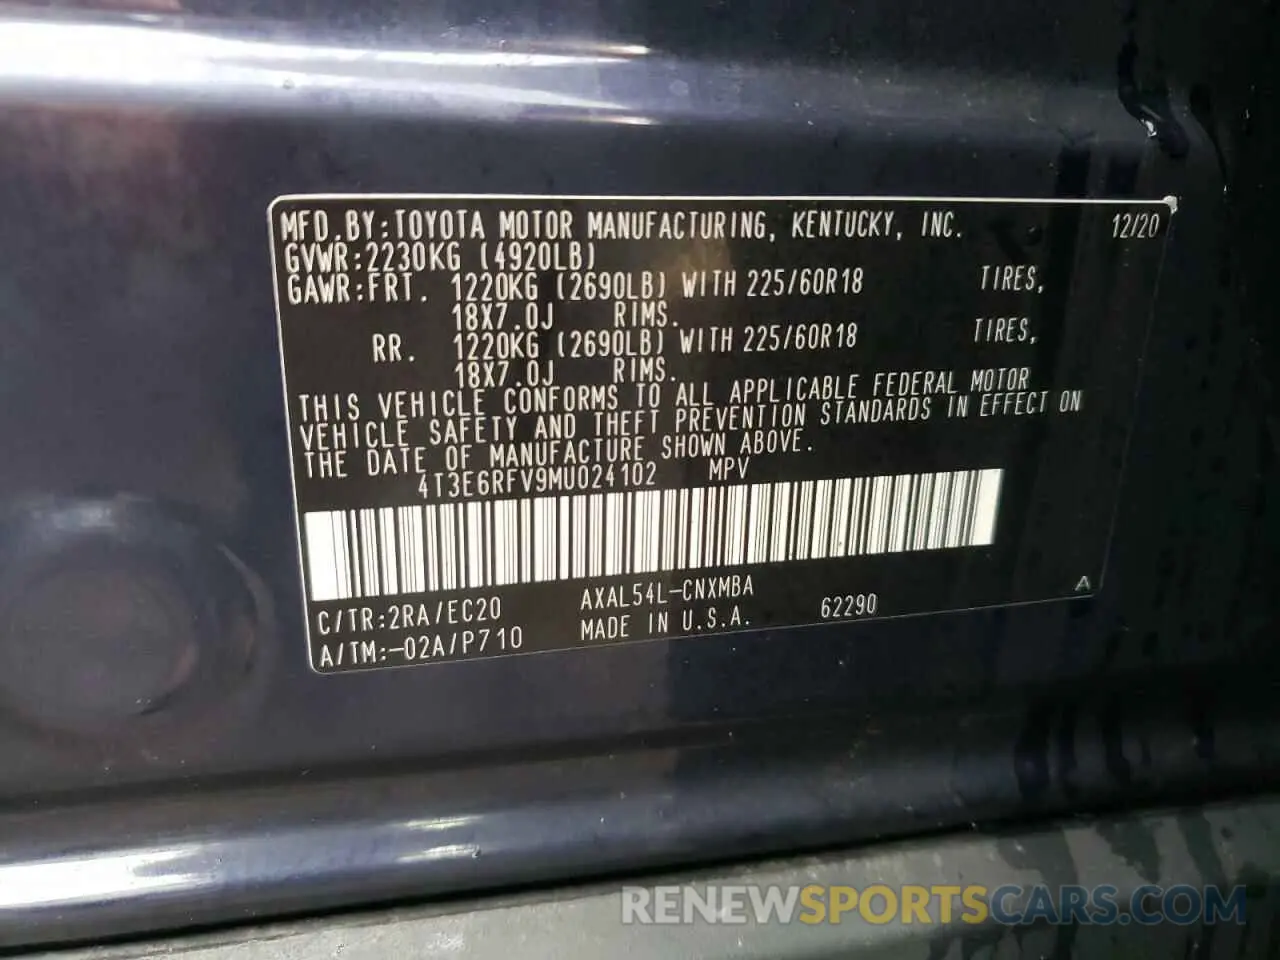 MFD.BY:TOYOTA MOTOR MANUFACTURING, KENTUCKY, INC. 12/20
GVWR:2230KG (4920LB)
GAWR:FRT. 1220KG (2690LB) WITH 225/60R18 TIRES,
18X7.0J RIMS.
RR. 1220KG (2690LB) WITH 225/60R18 TIRES,
18X7.0J RIMS.
THIS VEHICLE CONFORMS TO ALL APPLICABLE FEDERAL MOTOR
VEHICLE SAFETY AND THEFT PREVENTION STANDARDS IN EFFECT ON
THE DATE OF MANUFACTURE SHOWN ABOVE.
4T3E6RFV9MU024102 MPV
C/TR:2RA/EC20 AXAL54L-CNXMBA
A/TM:-02A/P710 MADE IN U.S.A. 62290 A
RENEWSPORTSCARS.COM